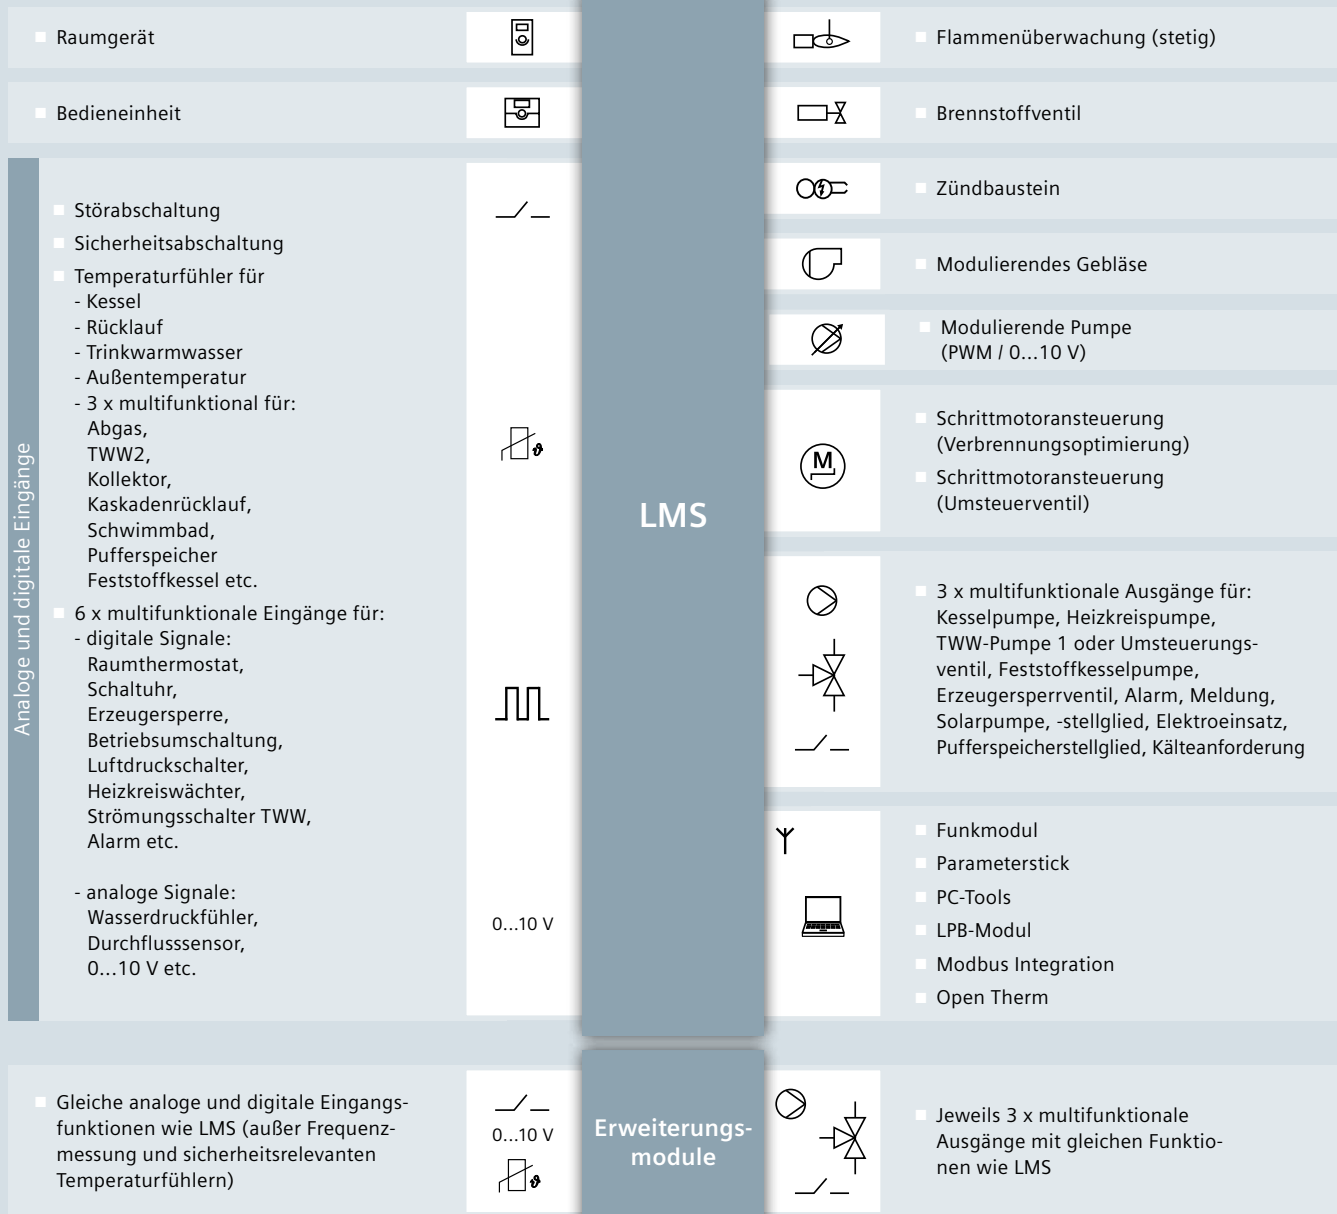 Raumgerät
Bedieneinheit
Analoge und digitale Eingänge
Störabschaltung
Sicherheitsabschaltung
Temperaturfühler für
- Kessel
- Rücklauf
- Trinkwarmwasser
- Außentemperatur
- 3 x multifunktional für:
Abgas,
TWW2,
Kollektor,
Kaskadenrücklauf,
Schwimmbad,
Pufferspeicher
Feststoffkessel etc.
6 x multifunktionale Eingänge für:
- digitale Signale:
Raumthermostat,
Schaltuhr,
Erzeugersperre,
Betriebsumschaltung,
Luftdruckschalter,
Heizkreiswächter,
Strömungsschalter TWW,
Alarm etc.
- analoge Signale:
Wasserdruckfühler,
Durchflusssensor,
0...10 V etc.
0...10 V
LMS
Flammenüberwachung (stetig)
Brennstoffventil
Zündbaustein
Modulierendes Gebläse
Modulierende Pumpe
(PWM / 0...10 V)
M
Schrittmotoransteuerung
(Verbrennungsoptimierung)
Schrittmotoransteuerung
(Umsteuerventil)
3 x multifunktionale Ausgänge für:
Kesselpumpe, Heizkreispumpe,
TWW-Pumpe 1 oder Umsteuerungs-
ventil, Feststoffkesselpumpe,
Erzeugersperrventil, Alarm, Meldung,
Solarpumpe, -stellglied, Elektroeinsatz,
Pufferspeicherstellglied, Kälteanforderung
Funkmodul
Parameterstick
PC-Tools
LPB-Modul
Modbus Integration
Open Therm
Gleiche analoge und digitale Eingangs-
funktionen wie LMS (außer Frequenz-
messung und sicherheitsrelevanten
Temperaturfühlern)
0...10 V
Erweiterungs-
module
Jeweils 3 x multifunktionale
Ausgänge mit gleichen Funktio-
nen wie LMS